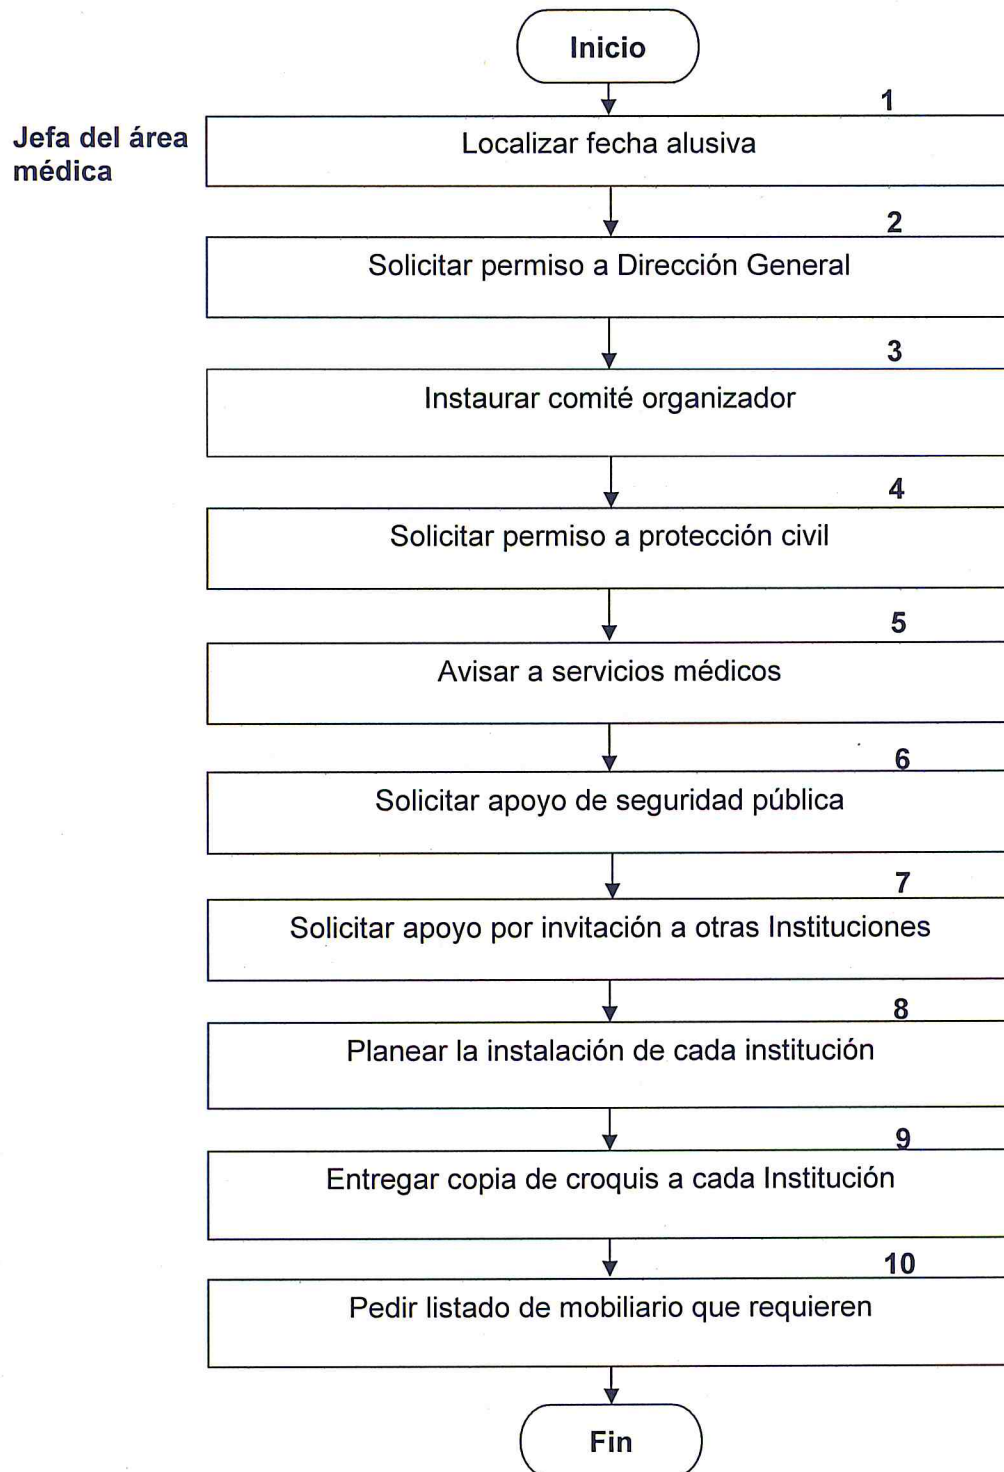 Inicio
1
Jefa del área
médica
Localizar fecha alusiva
2
Solicitar permiso a Dirección General
3
Instaurar comité organizador
4
Solicitar permiso a protección civil
5
Avisar a servicios médicos
6
Solicitar apoyo de seguridad pública
7
Solicitar apoyo por invitación a otras Instituciones
8
Planear la instalación de cada institución
9
Entregar copia de croquis a cada Institución
10
Pedir listado de mobiliario que requieren
Fin